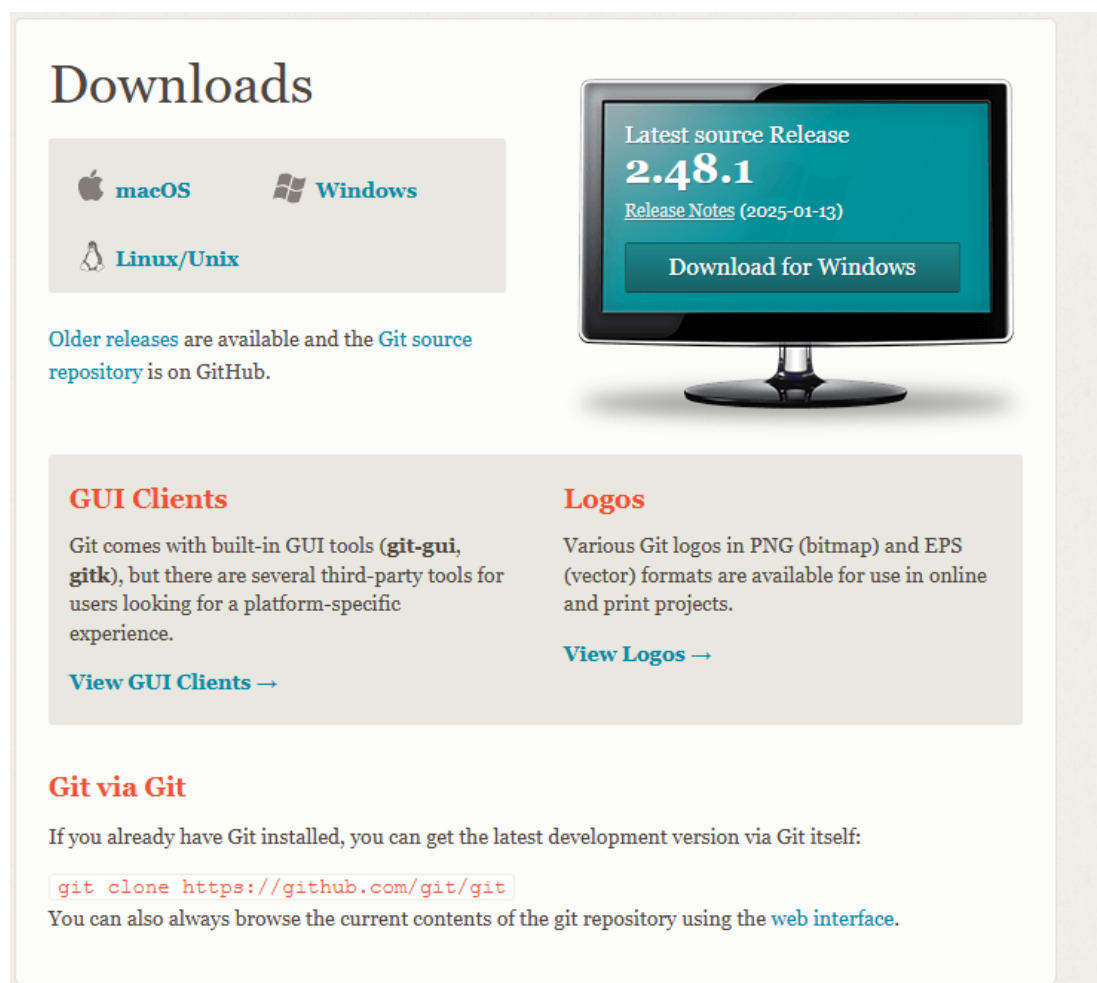 Downloads
macOS
Windows
Linux/Unix
Older releases are available and the Git source
repository is on GitHub.
Latest source Release
2.48.1
Release Notes (2025-01-13)
Download for Windows
GUI Clients
Git comes with built-in GUI tools (git-gui,
gitk), but there are several third-party tools for
users looking for a platform-specific
experience.
View GUI Clients →
Logos
Various Git logos in PNG (bitmap) and EPS
(vector) formats are available for use in online
and print projects.
View Logos →
Git via Git
If you already have Git installed, you can get the latest development version via Git itself:
git clone https://github.com/git/git
You can also always browse the current contents of the git repository using the web interface.